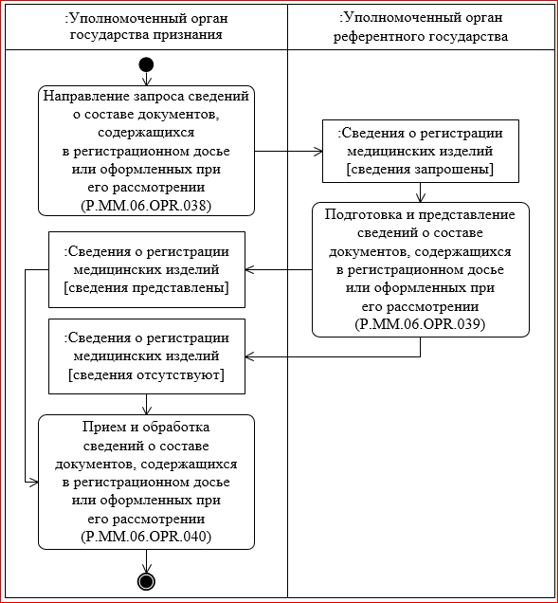 :Уполномоченный орган
государства признания
:Уполномоченный орган
референтного государства
Направление запроса сведений
о составе документов,
содержащихся
в регистрационном досье
или оформленных при
его рассмотрении
(P.MM.06.OPR.038)
:Сведения о регистрации
медицинских изделий
[сведения запрошены]
Подготовка и представление
сведений о составе
документов, содержащихся
в регистрационном досье
или оформленных при
его рассмотрении
(P.MM.06.OPR.039)
:Сведения о регистрации
медицинских изделий
[сведения представлены]
:Сведения о регистрации
медицинских изделий
[сведения отсутствуют]
Прием и обработка
сведений о составе
документов, содержащихся
в регистрационном досье
или оформленных при
его рассмотрении
(P.MM.06.OPR.040)